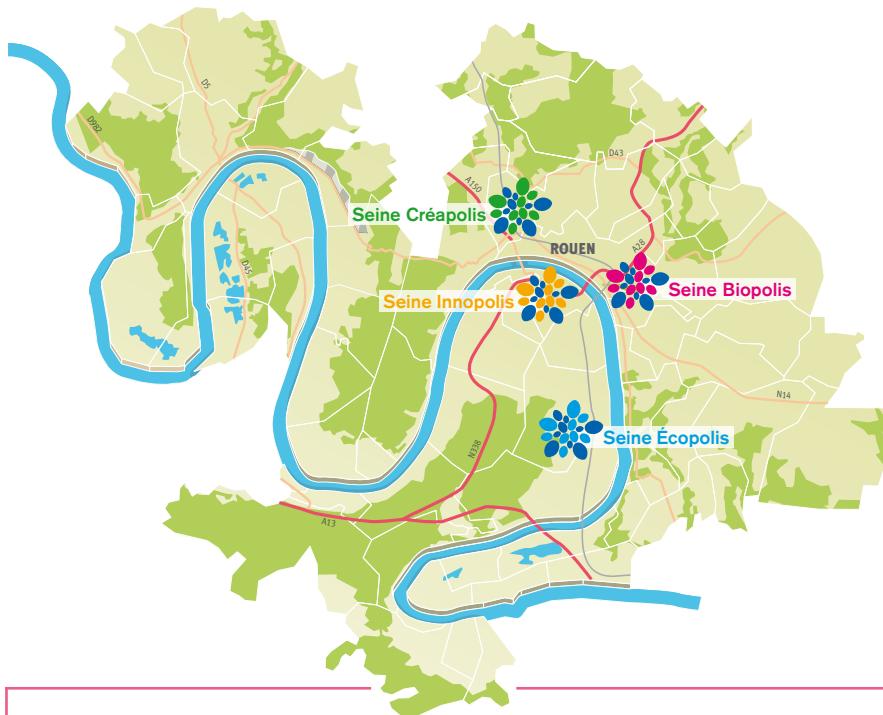 D5
D982
D43
A150
Seine Créapolis
ROUEN
A28
D45
Seine Innopolis
Seine Biopolis
N14
Seine Écopolis
N338
A13